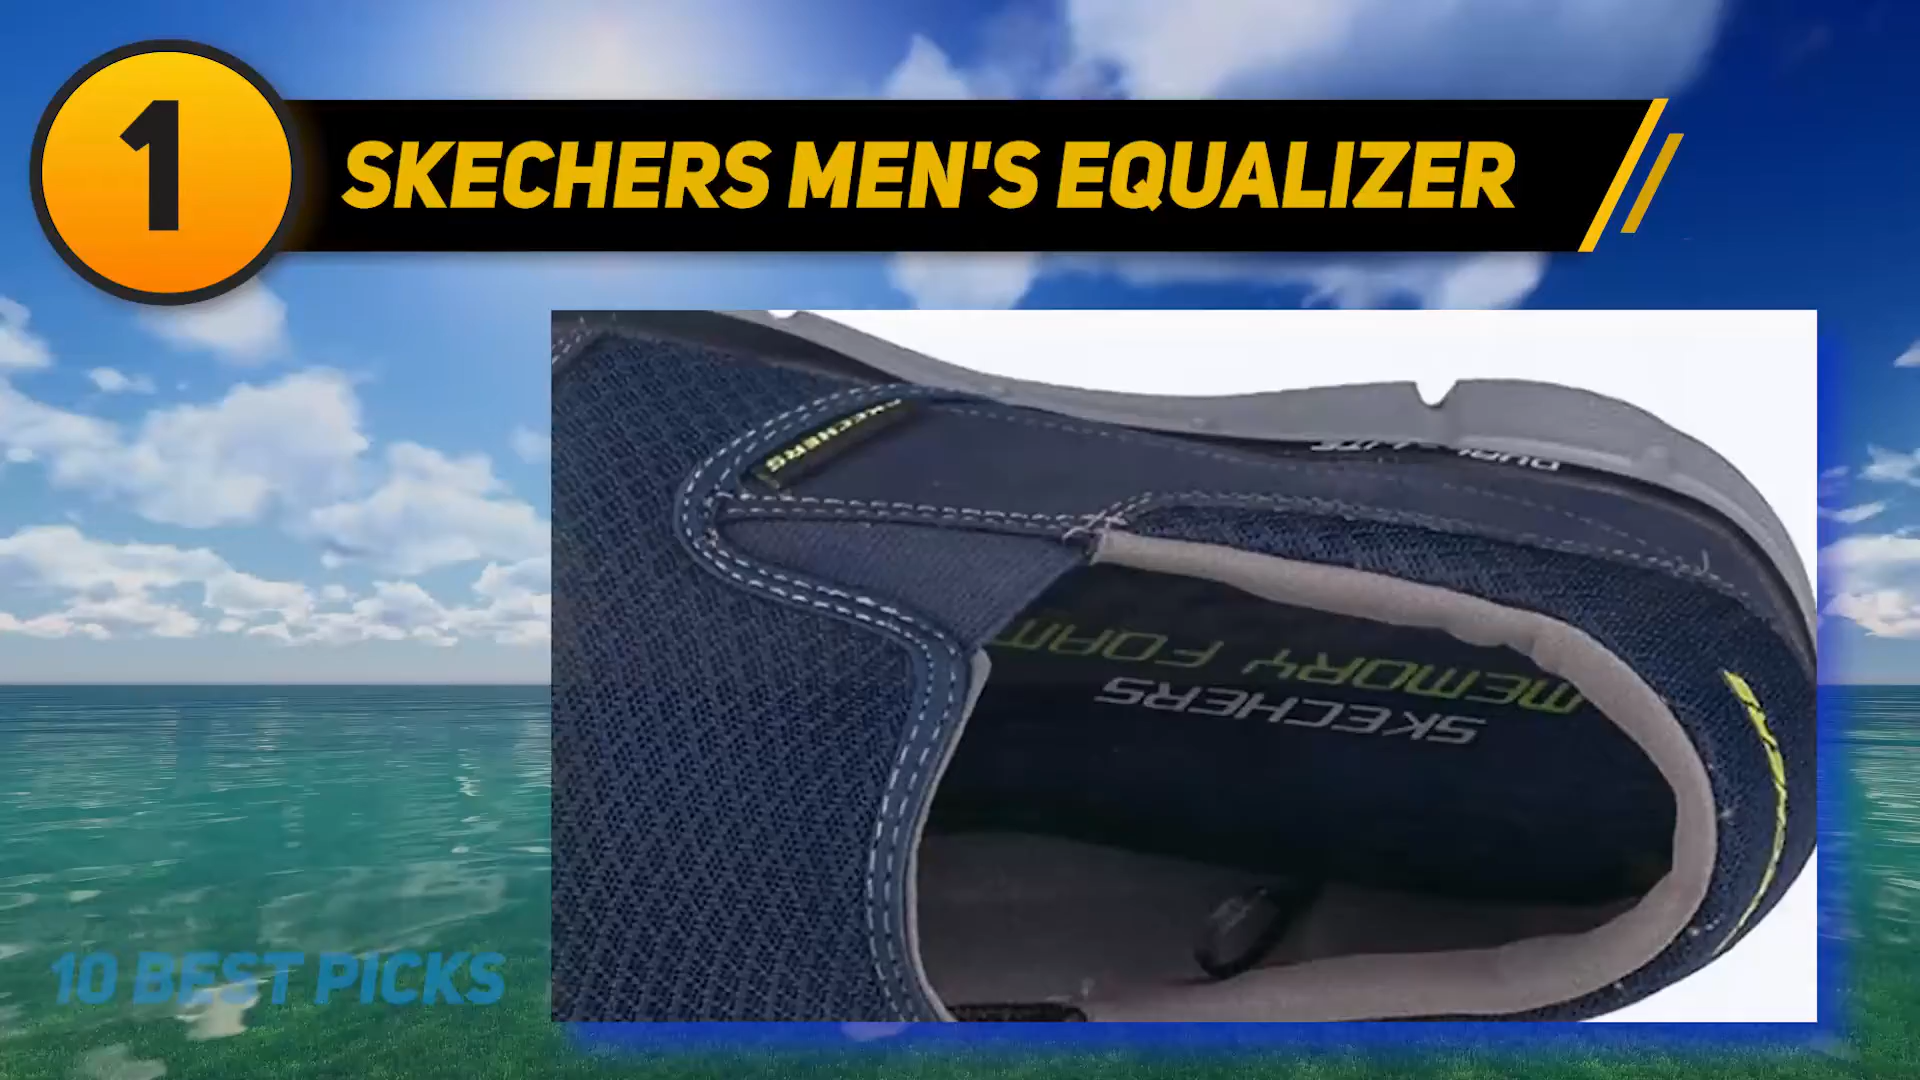 1
SKECHERS MEN'S EQUALIZER
SKECHERS
MEMORY FOAM
SKECHERS
10 BEST PICKS